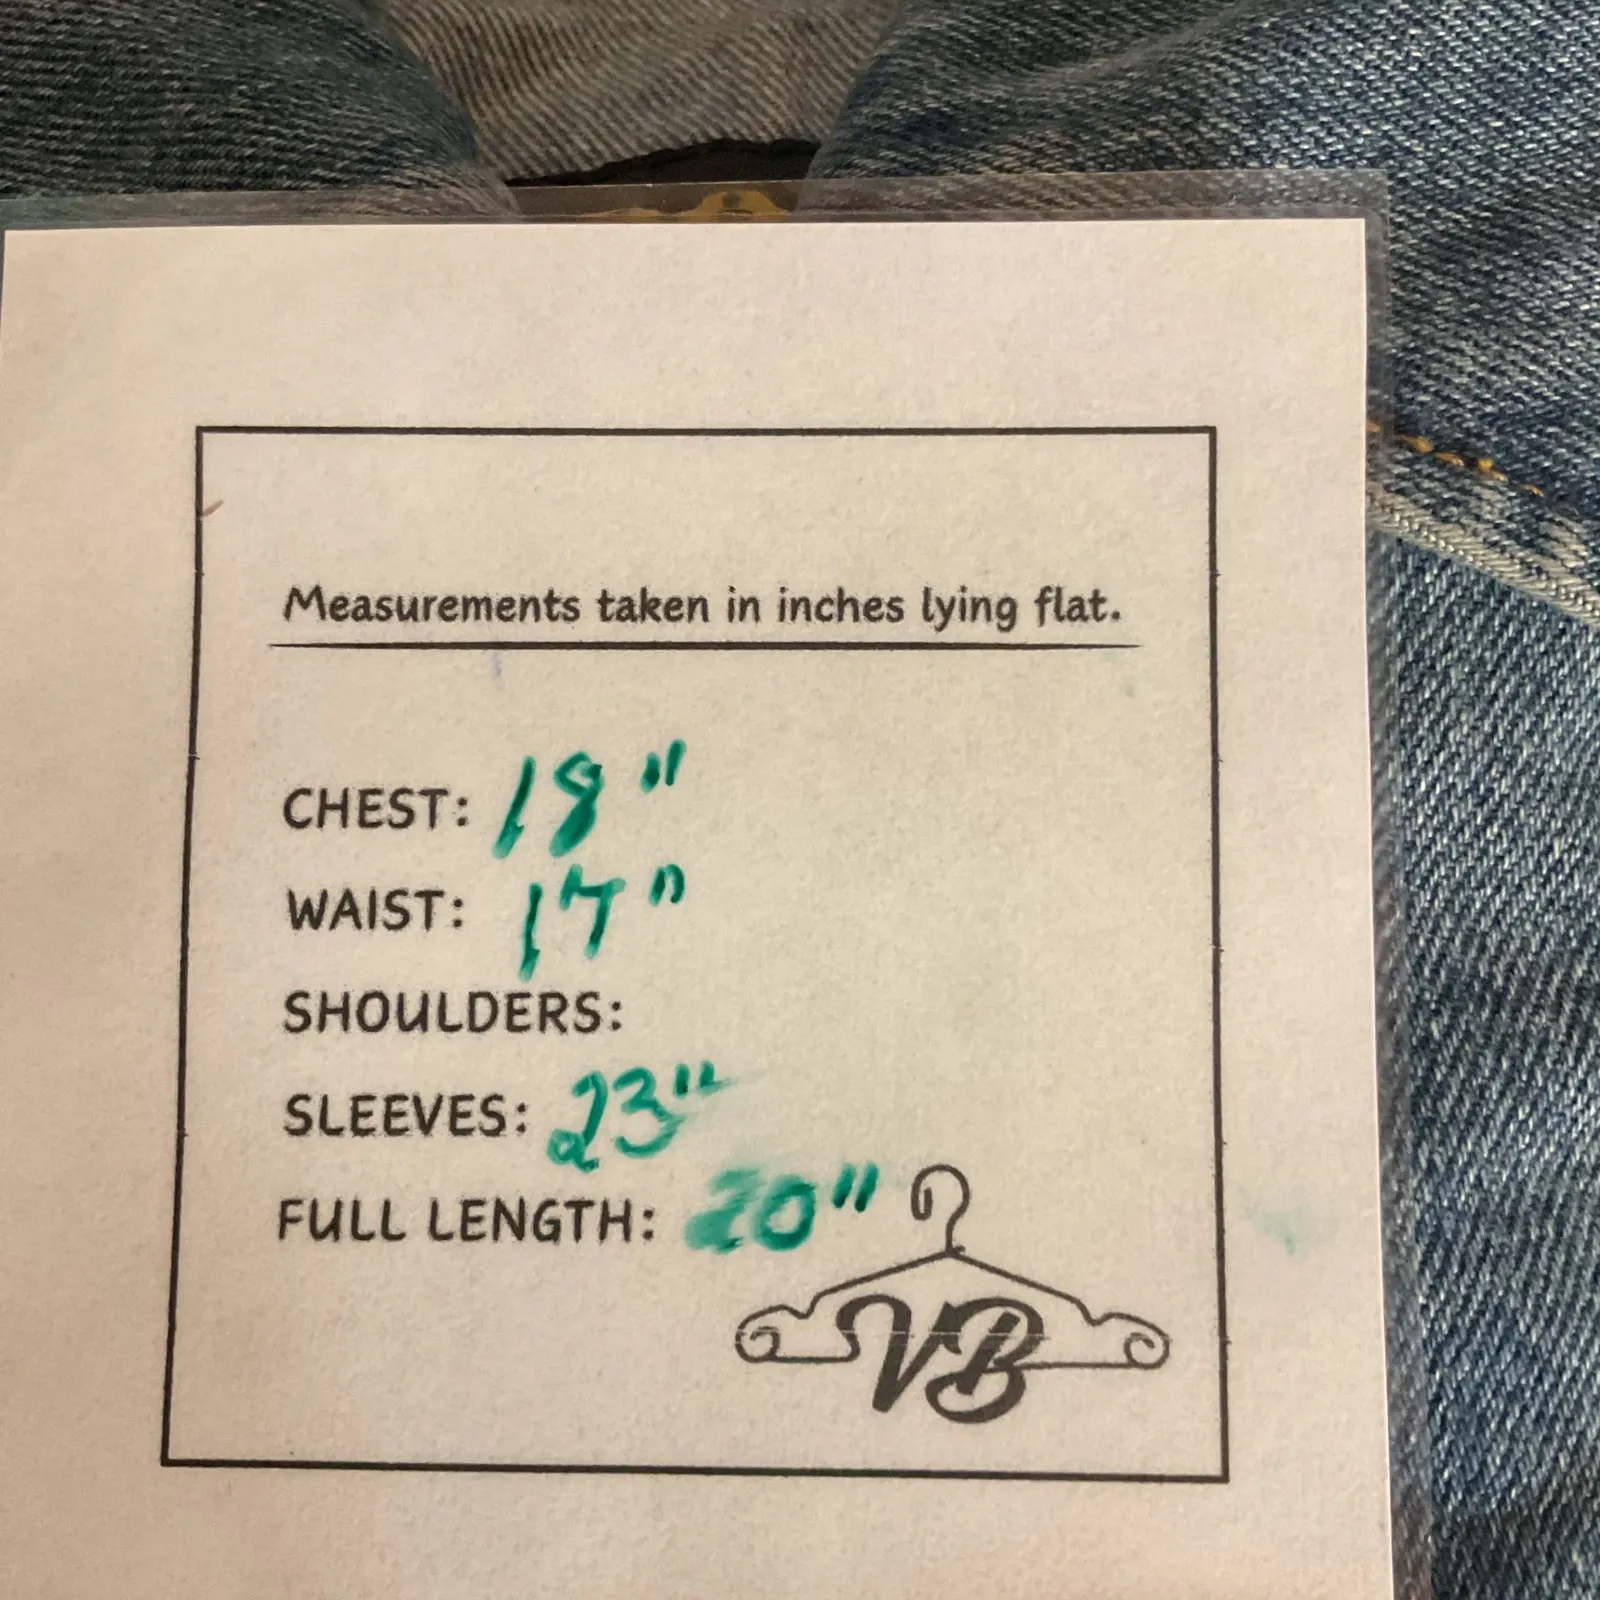 Measurements taken in inches lying flat.
CHEST: 18"
WAIST: 17"
SHOULDERS:
SLEEVES: 23"
FULL LENGTH: 20"
VB